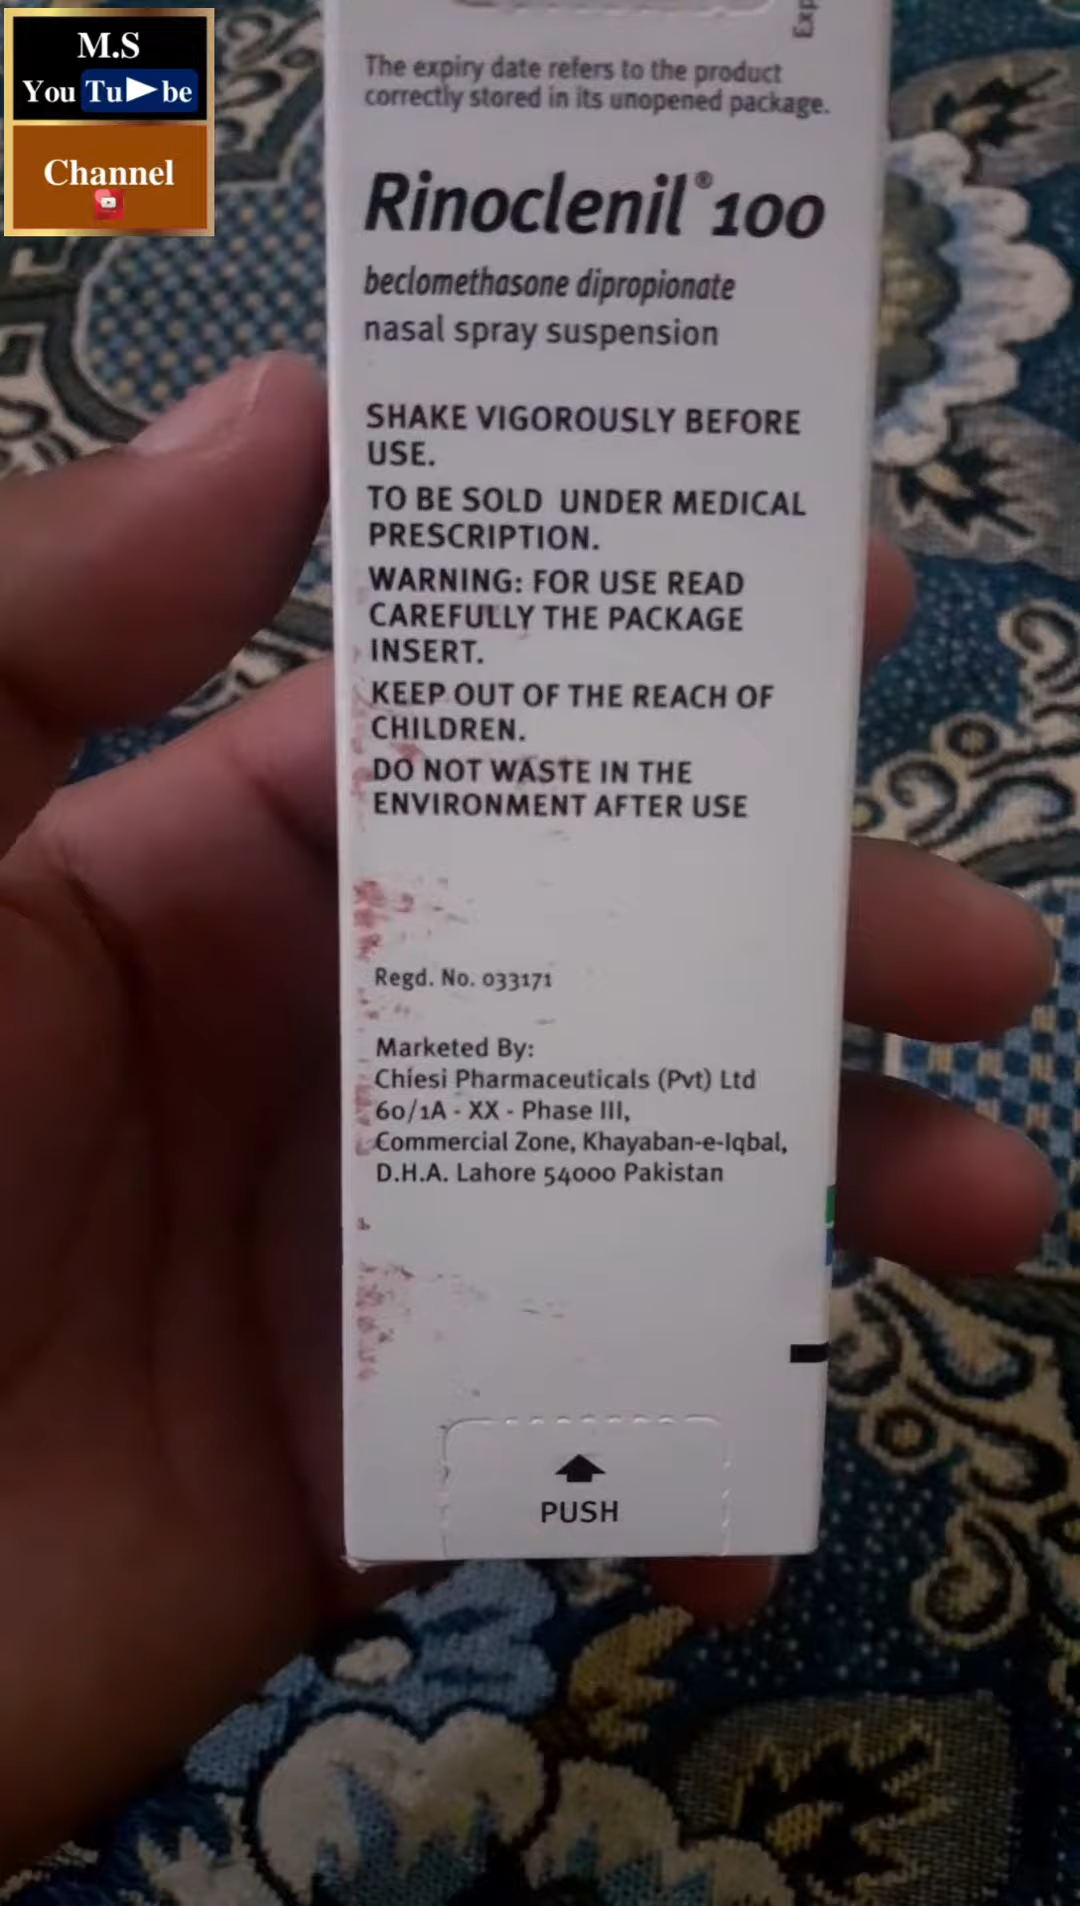 M.S
YouTube
Channel
Exp
The expiry date refers to the product
correctly stored in its unopened package.
Rinoclenil® 100
beclomethasone dipropionate
nasal spray suspension
SHAKE VIGOROUSLY BEFORE
USE.
TO BE SOLD UNDER MEDICAL
PRESCRIPTION.
WARNING: FOR USE READ
CAREFULLY THE PACKAGE
INSERT.
KEEP OUT OF THE REACH OF
CHILDREN.
DO NOT WASTE IN THE
ENVIRONMENT AFTER USE
Regd. No. 033171
Marketed By:
Chiesi Pharmaceuticals (Pvt) Ltd
60/1A - XX - Phase III,
Commercial Zone, Khayaban-e-Iqbal,
D.H.A. Lahore 54000 Pakistan
PUSH